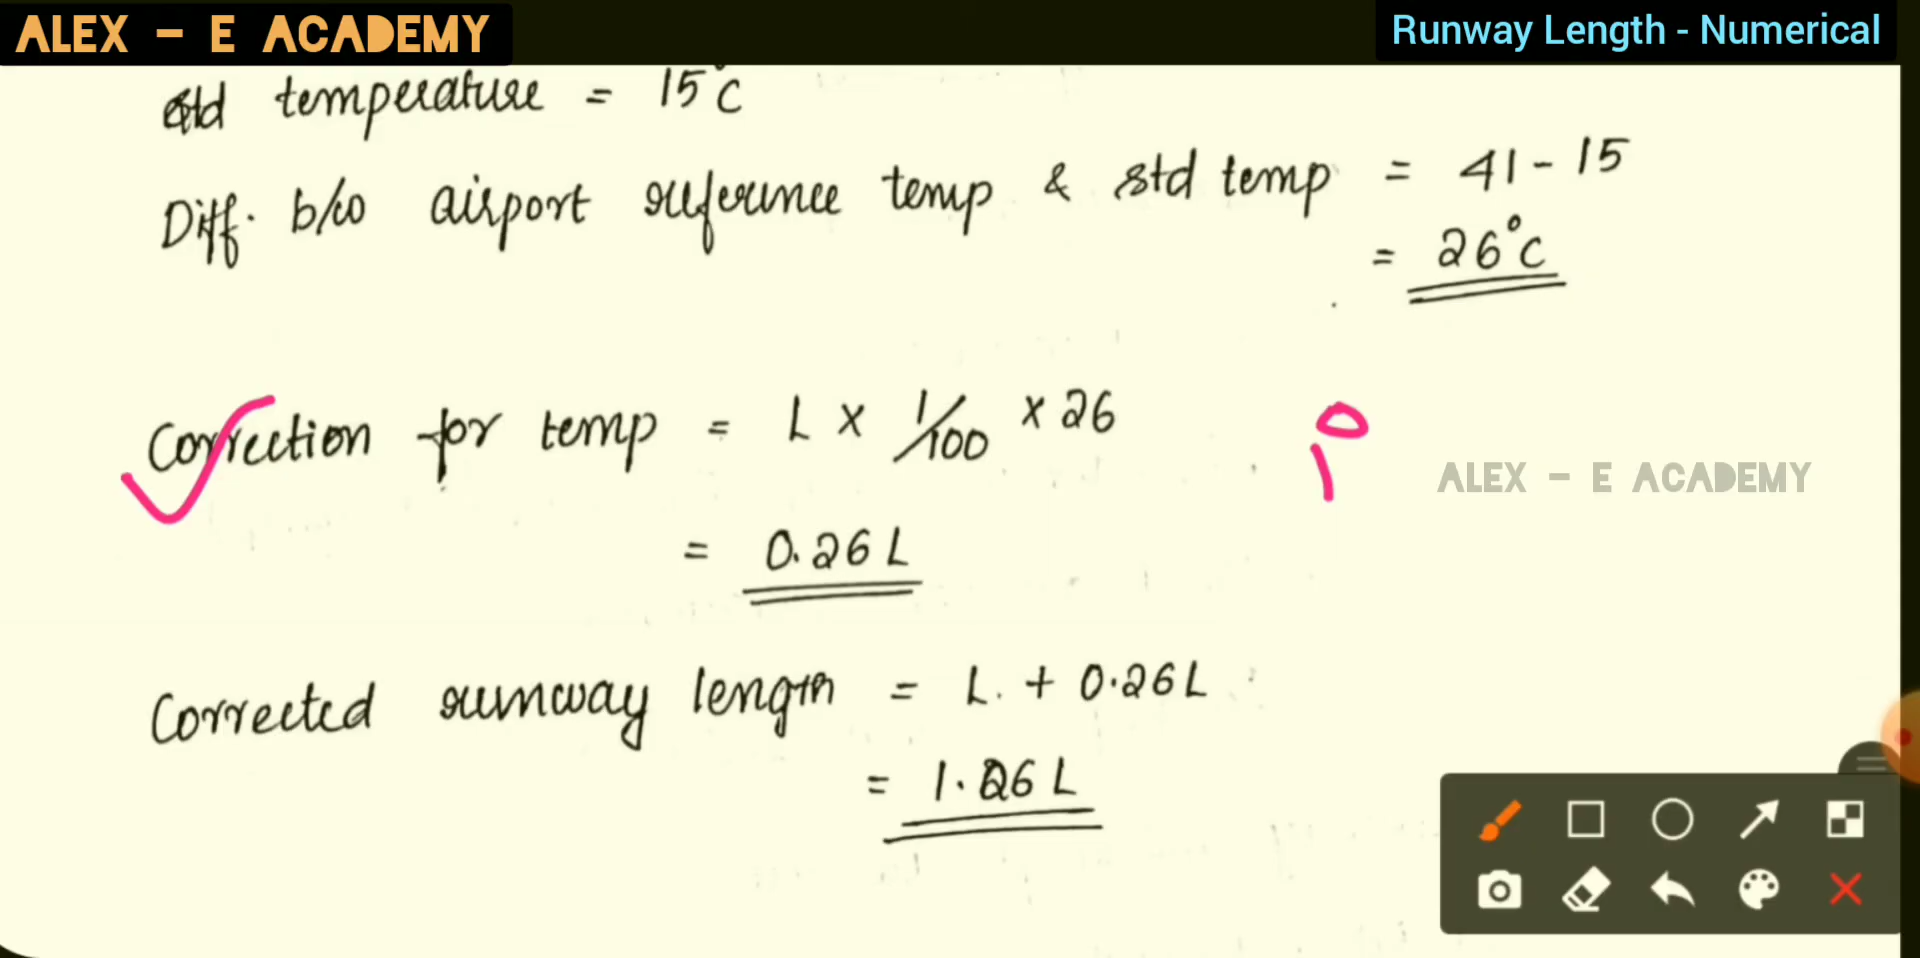 ALEX - E ACADEMY
Runway Length - Numerical
std temperature = 15°C
Diff. b/w airport reference temp & std temp = 41 - 15
= 26°C
Correction for temp = L x 1/100 x 26
ALEX - E ACADEMY
= 0.26 L
Corrected runway length = L + 0.26 L
= 1.26 L